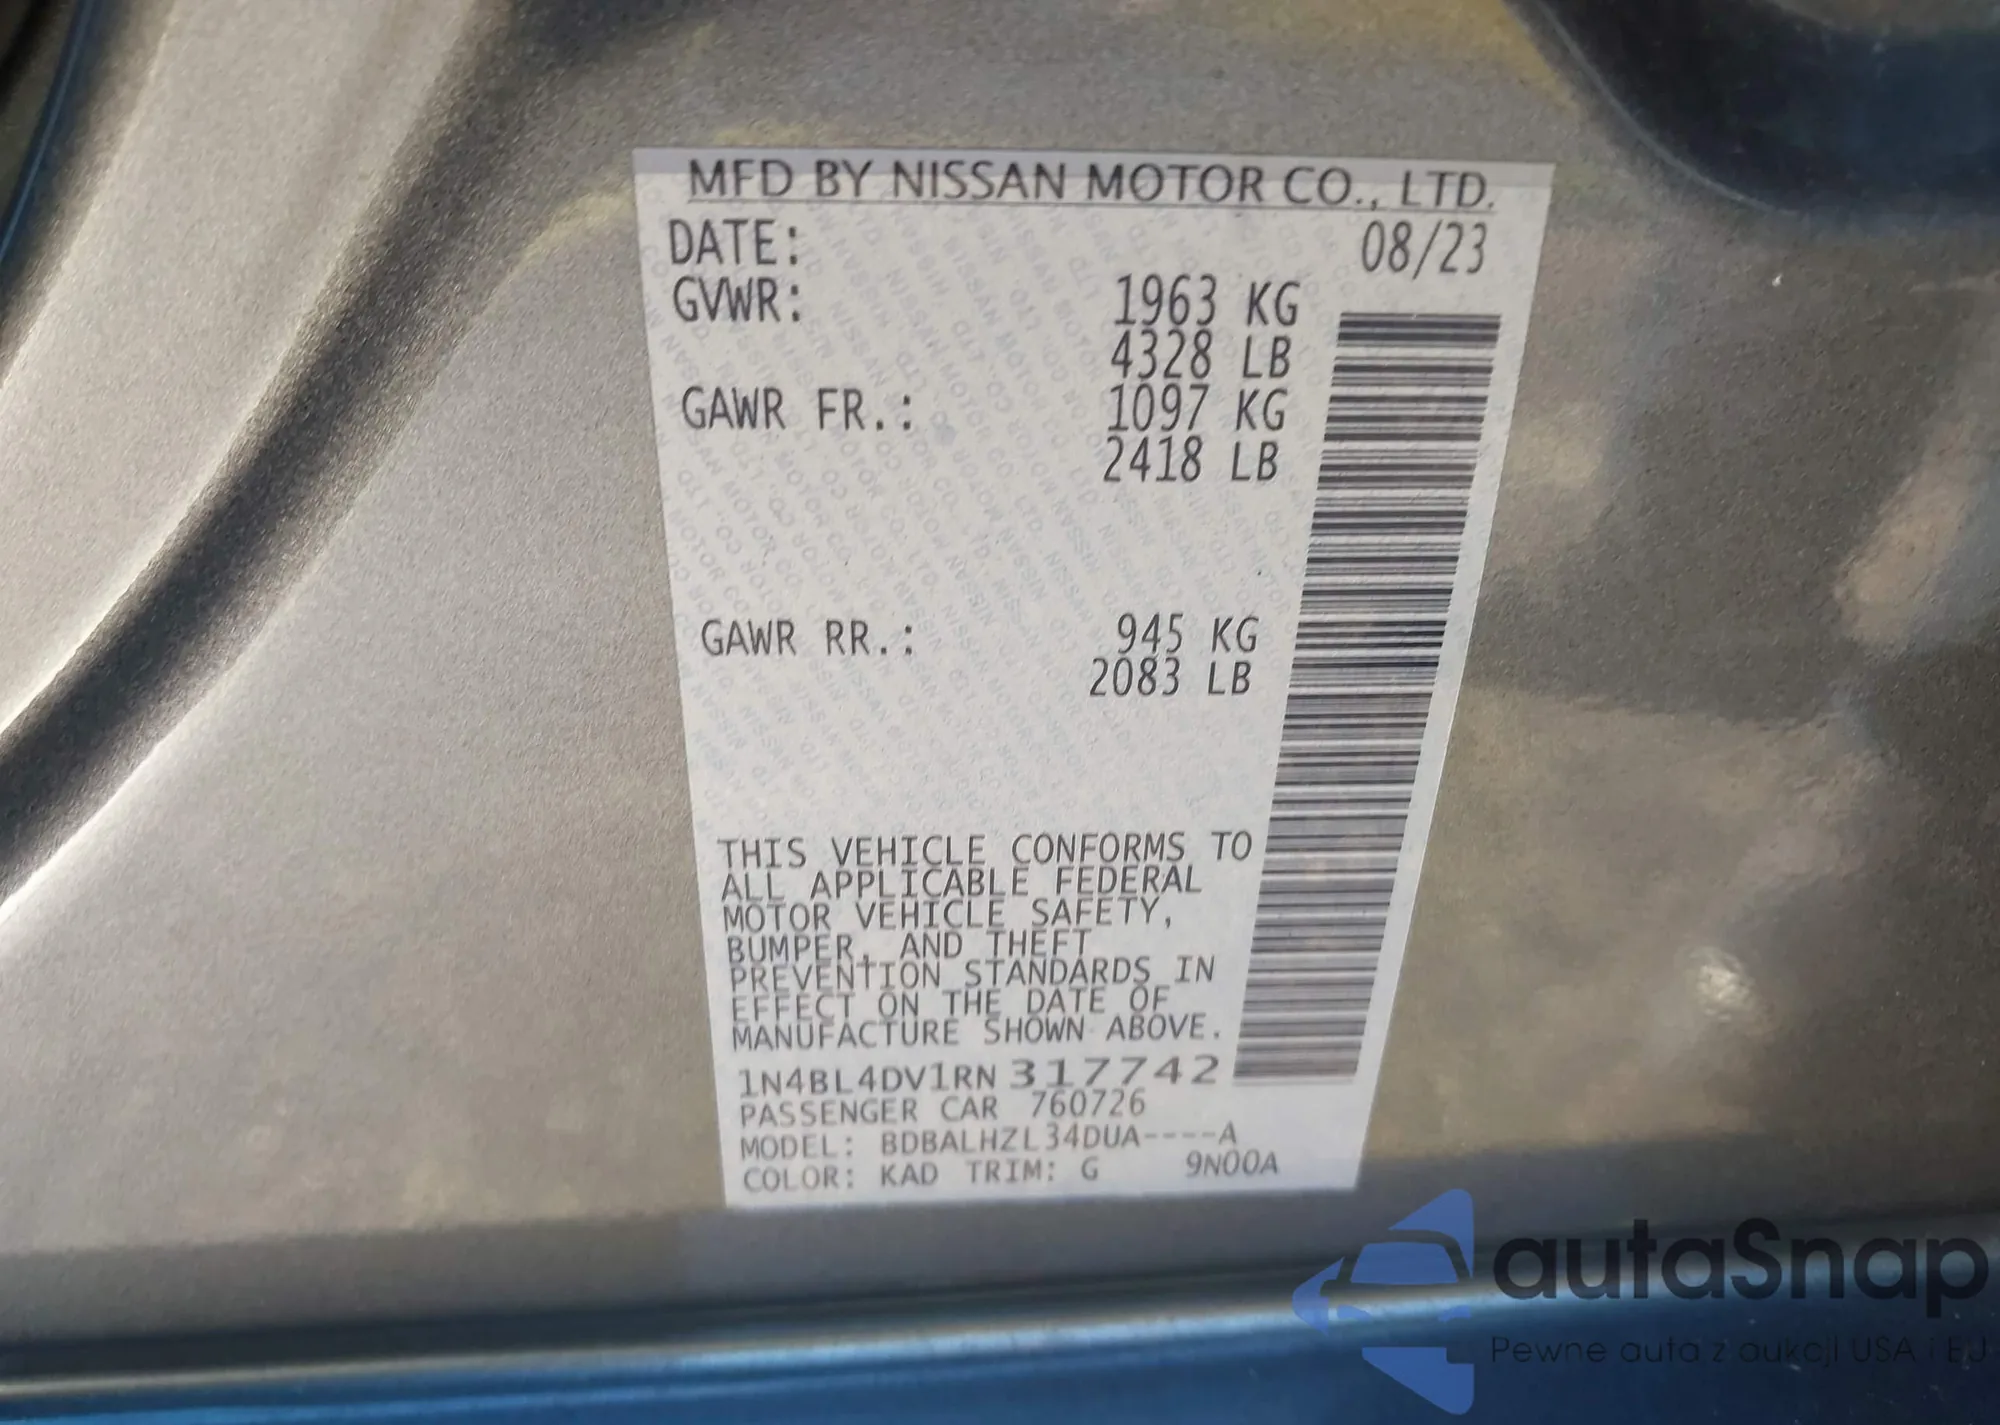 MFD BY NISSAN MOTOR CO., LTD.
DATE: 08/23
GVWR: 1963 KG
4328 LB
GAWR FR.: 1097 KG
2418 LB
GAWR RR.: 945 KG
2083 LB
THIS VEHICLE CONFORMS TO
ALL APPLICABLE FEDERAL
MOTOR VEHICLE SAFETY,
BUMPER, AND THEFT
PREVENTION STANDARDS IN
EFFECT ON THE DATE OF
MANUFACTURE SHOWN ABOVE.
1N4BL4DV1RN317742
PASSENGER CAR 760726
MODEL: BDBALHZL34DUA----A
COLOR: KAD TRIM: G 9N00A
autaSnap
Pewne auta z aukcji USA i EU